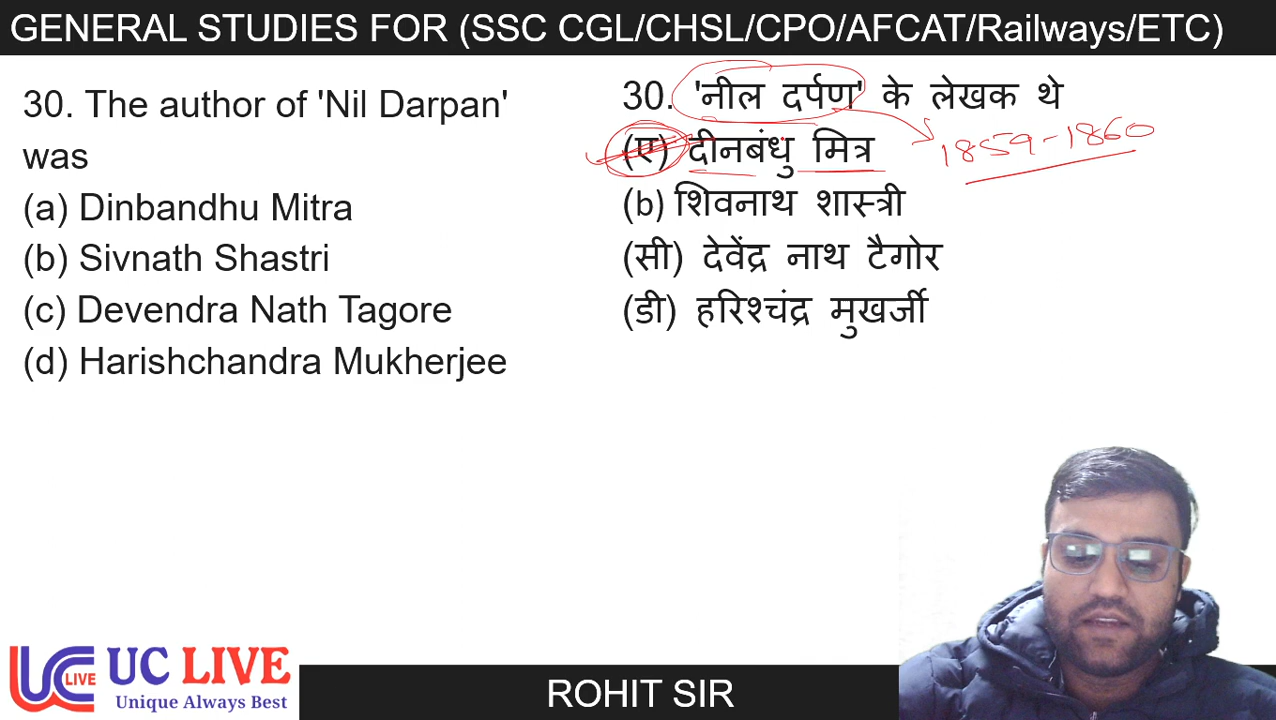 GENERAL STUDIES FOR (SSC CGL/CHSL/CPO/AFCAT/Railways/ETC)
30. The author of 'Nil Darpan'
was
(a) Dinbandhu Mitra
(b) Sivnath Shastri
(c) Devendra Nath Tagore
(d) Harishchandra Mukherjee
30. 'नील दर्पण' के लेखक थे
(ए) दीनबंधु मित्र
1859-1860
(b) शिवनाथ शास्त्री
(सी) देवेंद्र नाथ टैगोर
(डी) हरिश्चंद्र मुखर्जी
UC LIVE
LIVE
Unique Always Best
ROHIT SIR